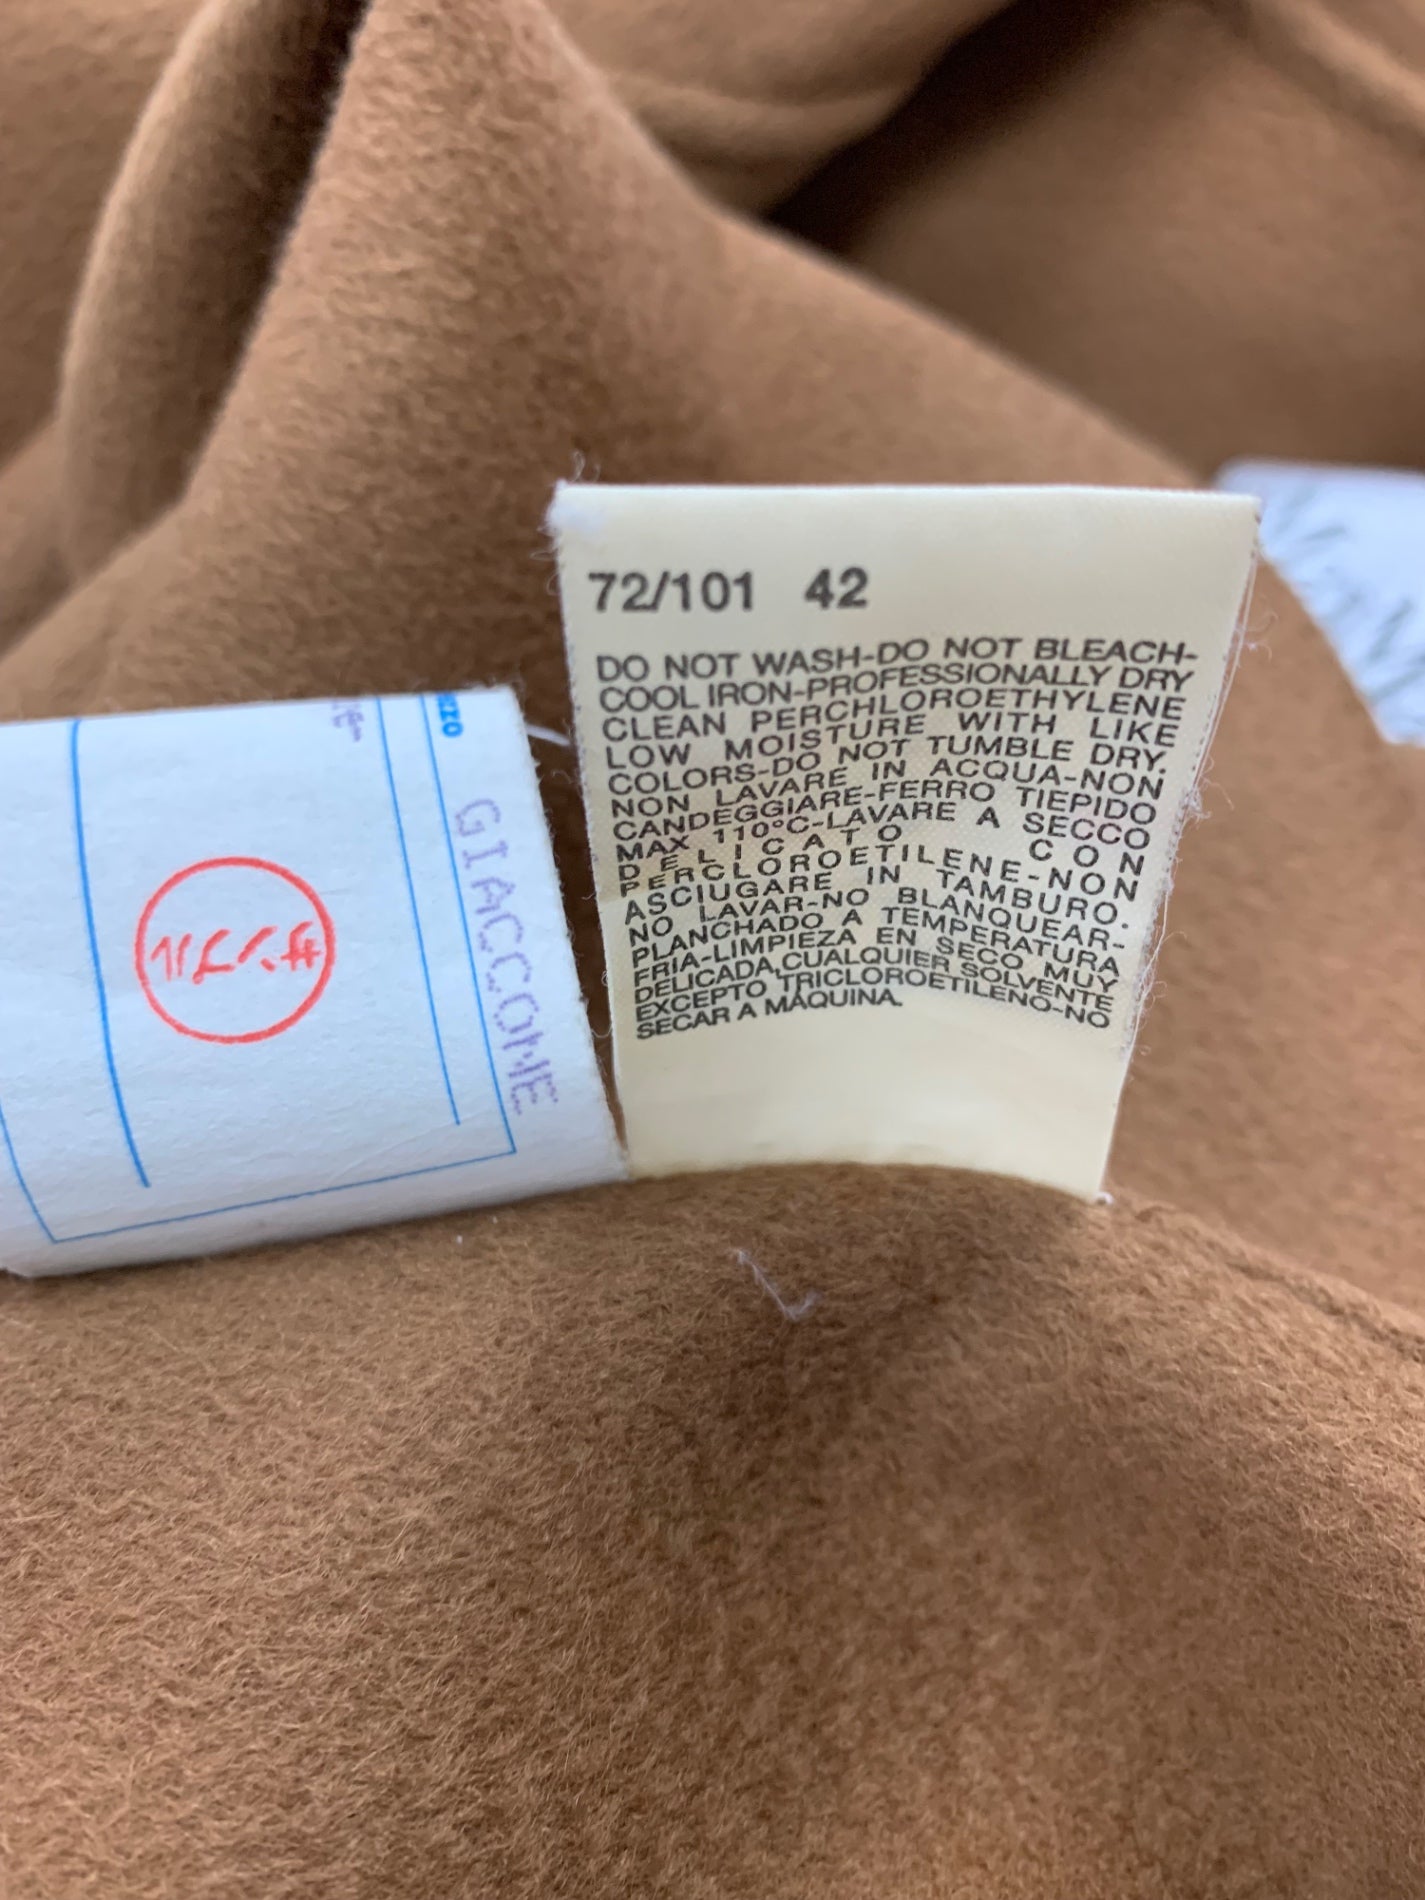 72/101 42
DO NOT WASH-DO NOT BLEACH-
COOL IRON-PROFESSIONALLY DRY
CLEAN PERCHLOROETHYLENE
LOW MOISTURE WITH LIKE
COLORS-DO NOT TUMBLE DRY.
NON LAVARE IN ACQUA-NON
CANDEGGIARE-FERRO TIEPIDO
MAX 110°C-LAVARE A SECCO
DELICATO CON
PERCLOROETILENE-NON
ASCIUGARE IN TAMBURO.
NO LAVAR-NO BLANQUEAR-
PLANCHADO A TEMPERATURA
FRIA-LIMPIEZA EN SECO MUY
DELICADA,CUALQUIER SOLVENTE
EXCEPTO TRICLOROETILENO-NO
SECAR A MÁQUINA.
GIACCONE